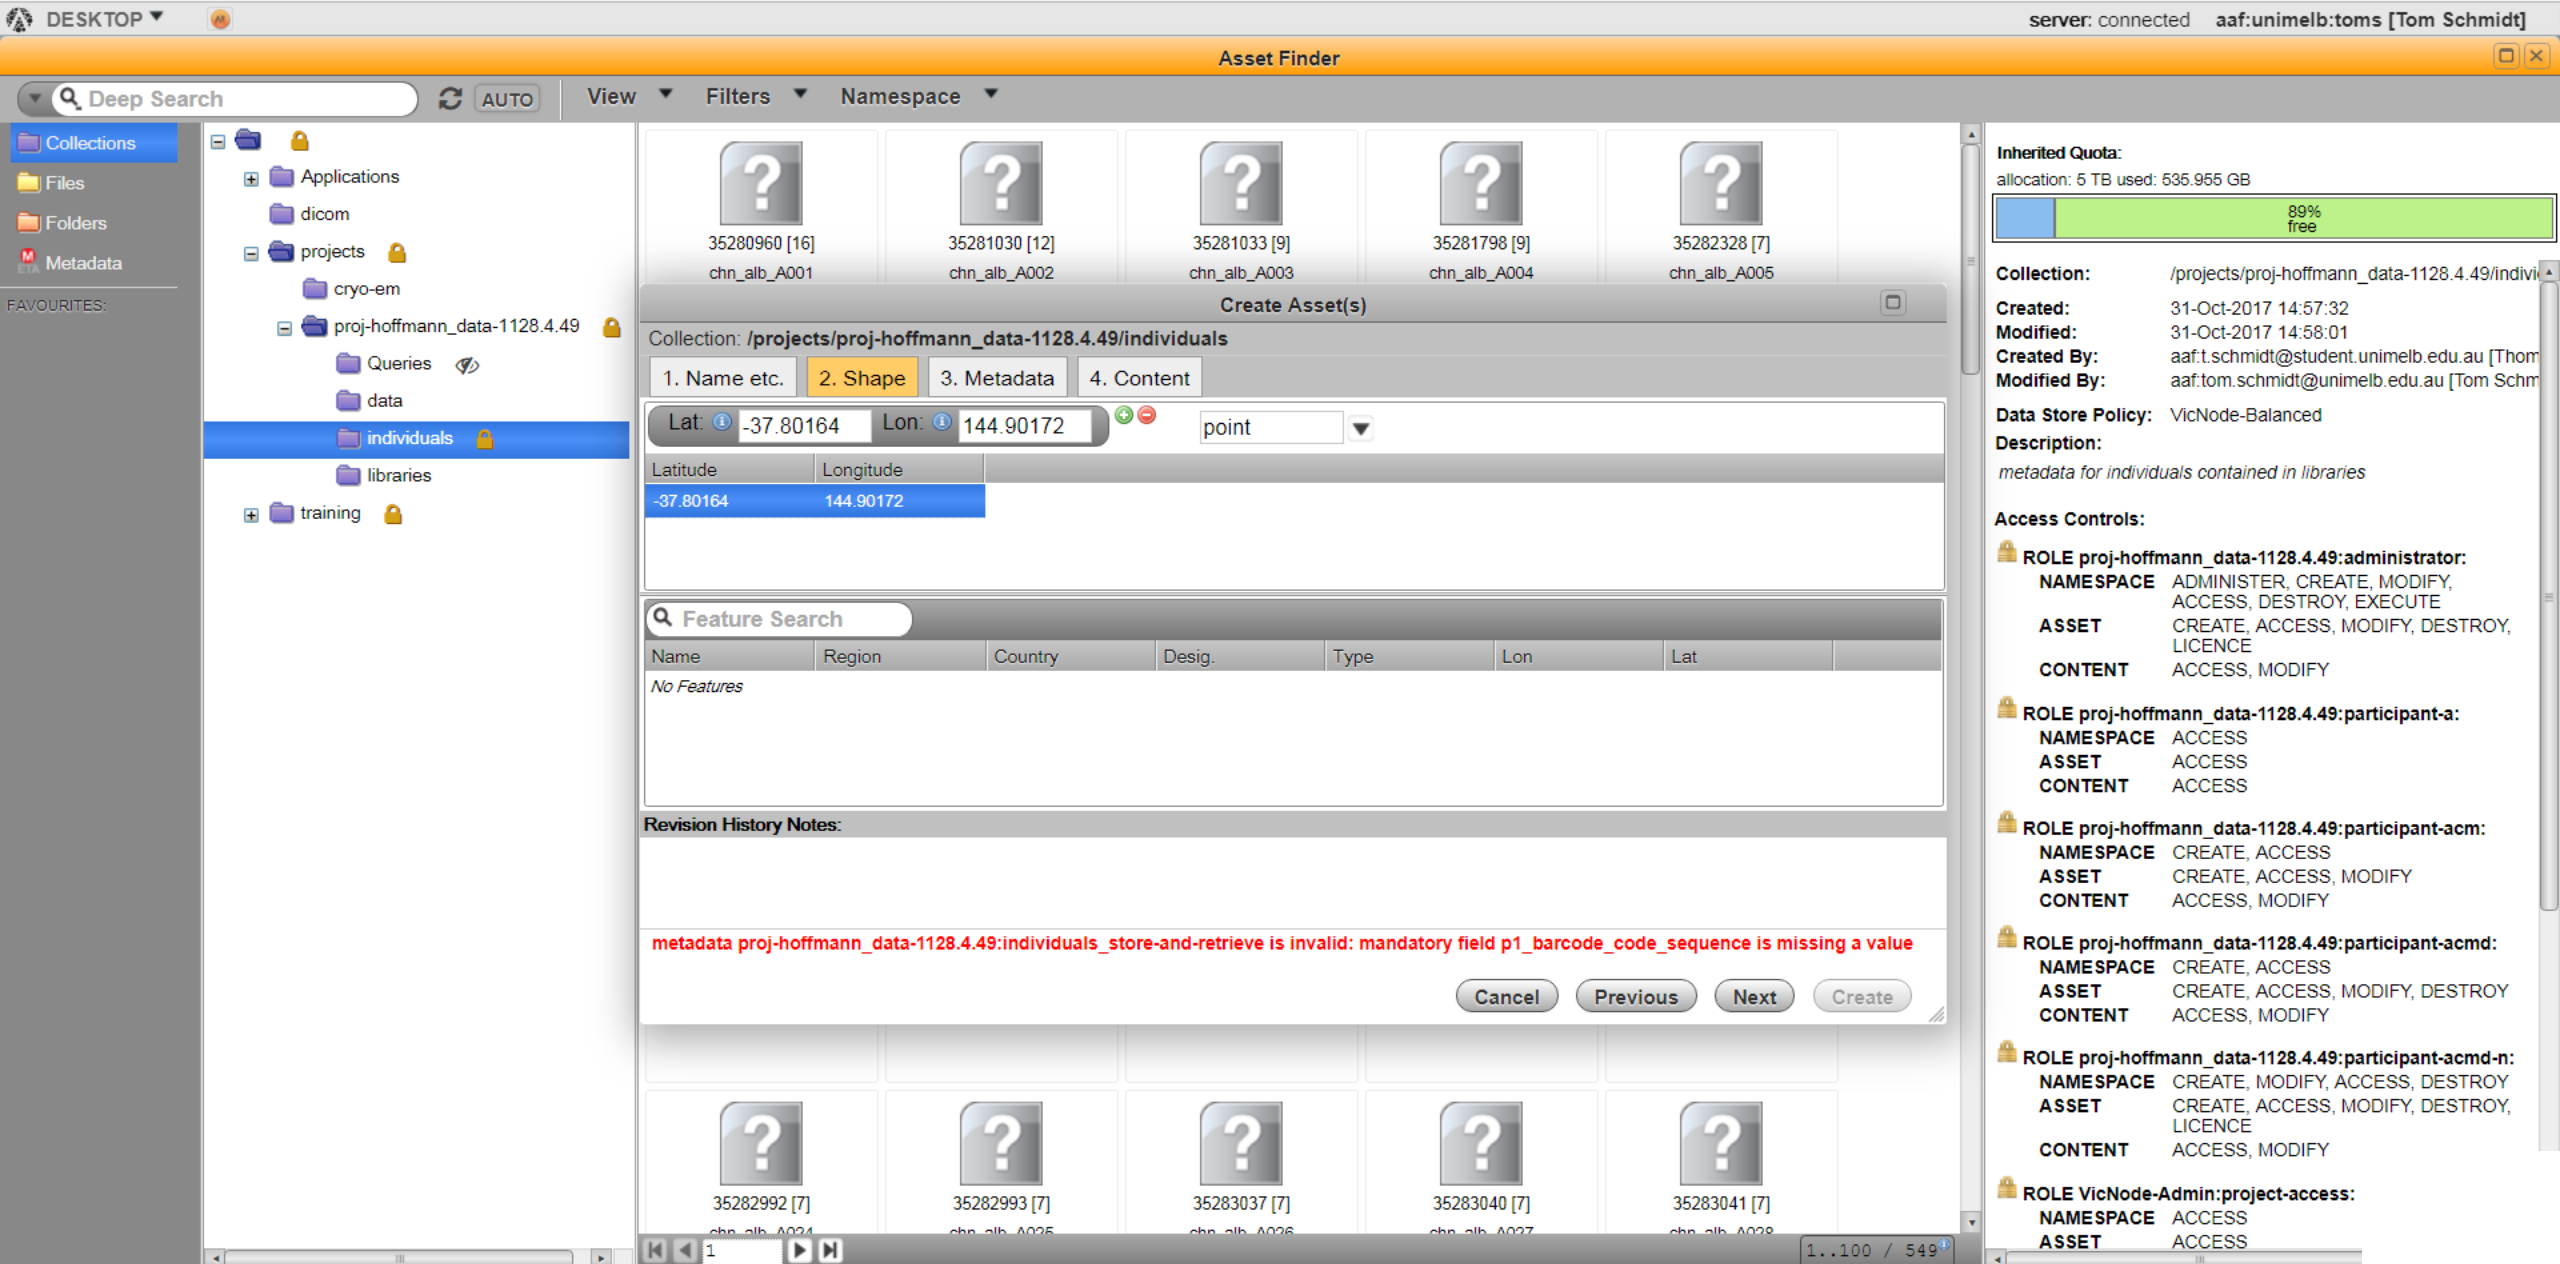 DESKTOP
server: connected aaf:unimelb:toms [Tom Schmidt]
Asset Finder
Deep Search AUTO View Filters Namespace
Collections
Files
Folders
Metadata
FAVOURITES:
Applications
dicom
projects
cryo-em
proj-hoffmann_data-1128.4.49
Queries
data
individuals
libraries
training
35280960 [16] 35281030 [12] 35281033 [9] 35281798 [9] 35282328 [7]
chn_alb_A001 chn_alb_A002 chn_alb_A003 chn_alb_A004 chn_alb_A005
Create Asset(s)
Collection: /projects/proj-hoffmann_data-1128.4.49/individuals
1. Name etc. 2. Shape 3. Metadata 4. Content
Lat: -37.80164 Lon: 144.90172 point
Latitude Longitude
-37.80164 144.90172
Feature Search
Name Region Country Desig. Type Lon Lat
No Features
Revision History Notes:
metadata proj-hoffmann_data-1128.4.49:individuals_store-and-retrieve is invalid: mandatory field p1_barcode_code_sequence is missing a value
Cancel Previous Next Create
35282992 [7] 35282993 [7] 35283037 [7] 35283040 [7] 35283041 [7]
chn_alb_A024 chn_alb_A025 chn_alb_A026 chn_alb_A027 chn_alb_A028
1 1..100 / 549
Inherited Quota:
allocation: 5 TB used: 535.955 GB
89%
free
Collection: /projects/proj-hoffmann_data-1128.4.49/indivi
Created: 31-Oct-2017 14:57:32
Modified: 31-Oct-2017 14:58:01
Created By: aaf:t.schmidt@student.unimelb.edu.au [Thom
Modified By: aaf:tom.schmidt@unimelb.edu.au [Tom Schm
Data Store Policy: VicNode-Balanced
Description:
metadata for individuals contained in libraries
Access Controls:
ROLE proj-hoffmann_data-1128.4.49:administrator:
NAMESPACE ADMINISTER, CREATE, MODIFY,
ACCESS, DESTROY, EXECUTE
ASSET CREATE, ACCESS, MODIFY, DESTROY,
LICENCE
CONTENT ACCESS, MODIFY
ROLE proj-hoffmann_data-1128.4.49:participant-a:
NAMESPACE ACCESS
ASSET ACCESS
CONTENT ACCESS
ROLE proj-hoffmann_data-1128.4.49:participant-acm:
NAMESPACE CREATE, ACCESS
ASSET CREATE, ACCESS, MODIFY
CONTENT ACCESS, MODIFY
ROLE proj-hoffmann_data-1128.4.49:participant-acmd:
NAMESPACE CREATE, ACCESS
ASSET CREATE, ACCESS, MODIFY, DESTROY
CONTENT ACCESS, MODIFY
ROLE proj-hoffmann_data-1128.4.49:participant-acmd-n:
NAMESPACE CREATE, MODIFY, ACCESS, DESTROY
ASSET CREATE, ACCESS, MODIFY, DESTROY,
LICENCE
CONTENT ACCESS, MODIFY
ROLE VicNode-Admin:project-access:
NAMESPACE ACCESS
ASSET ACCESS